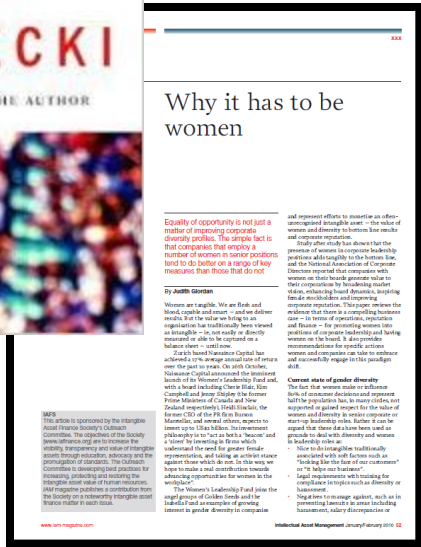 CKI
HE AUTHOR
xxx
Why it has to be
women
Equality of opportunity is not just a
matter of improving corporate
diversity profiles. The simple fact is
that companies that employ a
number of women in senior positions
tend to do better on a range of key
measures than those that do not
By Judith Giordan
Women are tangible. We are flesh and
blood, capable and smart – and we deliver
results. But the value we bring to an
organisation has traditionally been viewed
as intangible – ie, not easily or directly
measured or able to be captured on a
balance sheet – until now.
Zurich based Naissance Capital has
achieved a 17% average annual rate of return
over the past 10 years. On 26th October,
Naissance Capital announced the imminent
launch of its Women's Leadership Fund and,
with a board including Cherie Blair, Kim
Campbell and Jenny Shipley (the former
Prime Ministers of Canada and New
Zealand respectively), Heidi Sinclair, the
former CEO of the PR firm Burson
Marsteller, and several others, expects to
invest up to US$2 billion. Its investment
philosophy is to "act as both a 'beacon' and
a 'siren' by investing in firms which
understand the need for greater female
representation, and taking an activist stance
against those which do not. In this way, we
hope to make a real contribution towards
advancing opportunities for women in the
workplace".
The Women's Leadership Fund joins the
angel groups of Golden Seeds and the
Isabella Fund as examples of growing
interest in gender diversity in companies
and represent efforts to monetise an often-
unrecognised intangible asset – the value of
women and diversity to bottom line results
and corporate reputation.
Study after study has shown that the
presence of women in corporate leadership
positions adds tangibly to the bottom line,
and the National Association of Corporate
Directors reported that companies with
women on their boards generate value to
their corporations by broadening market
vision, enhancing board dynamics, inspiring
female stockholders and improving
corporate reputation. This paper reviews the
evidence that there is a compelling business
case – in terms of operations, reputation
and finance – for promoting women into
positions of corporate leadership and having
women on the board. It also provides
recommendations for specific actions
women and companies can take to embrace
and successfully engage in this paradigm
shift.
Current state of gender diversity
The fact that women make or influence
80% of consumer decisions and represent
half the population has, in many circles, not
supported or gained respect for the value of
women and diversity in senior corporate or
start-up leadership roles. Rather it can be
argued that these data have been used as
grounds to deal with diversity and women
in leadership roles as:
• Nice to do intangibles traditionally
associated with soft factors such as
"looking like the face of our customers"
or "it helps our business".
• Legal requirements with training for
compliance in topics such as diversity or
harassment.
• Negatives to manage against, such as in
preventing lawsuits in areas including
harassment, salary discrepancies or
IAFS
This article is sponsored by the Intangible
Asset Finance Society's Outreach
Committee. The objectives of the Society
(www.iafinance.org) are to increase the
visibility, transparency and value of intangible
assets through education, advocacy and the
promulgation of standards. The Outreach
Committee is developing best practices for
increasing, protecting and restoring the
intangible asset value of human resources.
IAM magazine publishes a contribution from
the Society on a noteworthy intangible asset
finance matter in each issue.
www.iam-magazine.com
Intellectual Asset Management January/February 2010 52